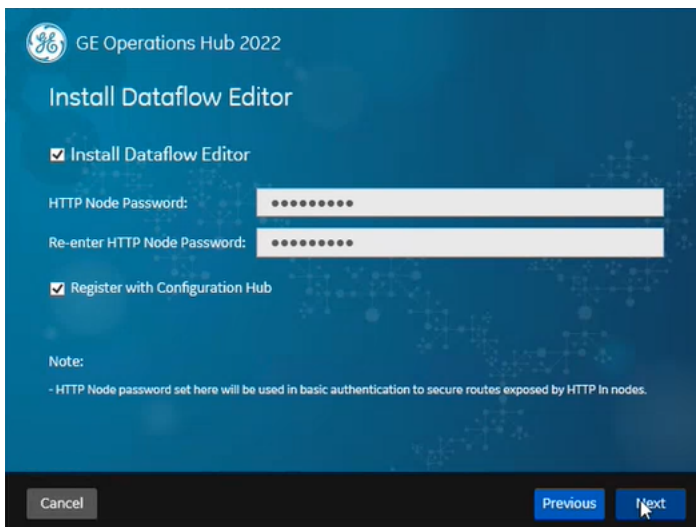 GE Operations Hub 2022
Install Dataflow Editor
Install Dataflow Editor
HTTP Node Password:
●●●●●●●●●
Re-enter HTTP Node Password:
●●●●●●●●●
Register with Configuration Hub
Note:
- HTTP Node password set here will be used in basic authentication to secure routes exposed by HTTP In nodes.
Cancel
Previous
Next